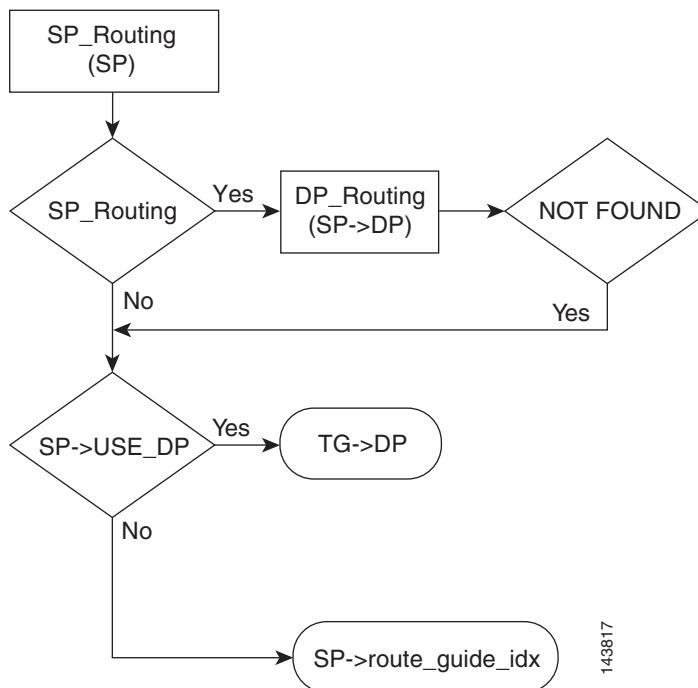 SP_Routing
(SP)
SP_Routing
Yes
DP_Routing
(SP->DP)
NOT FOUND
No
Yes
SP->USE_DP
Yes
TG->DP
No
SP->route_guide_idx
143817